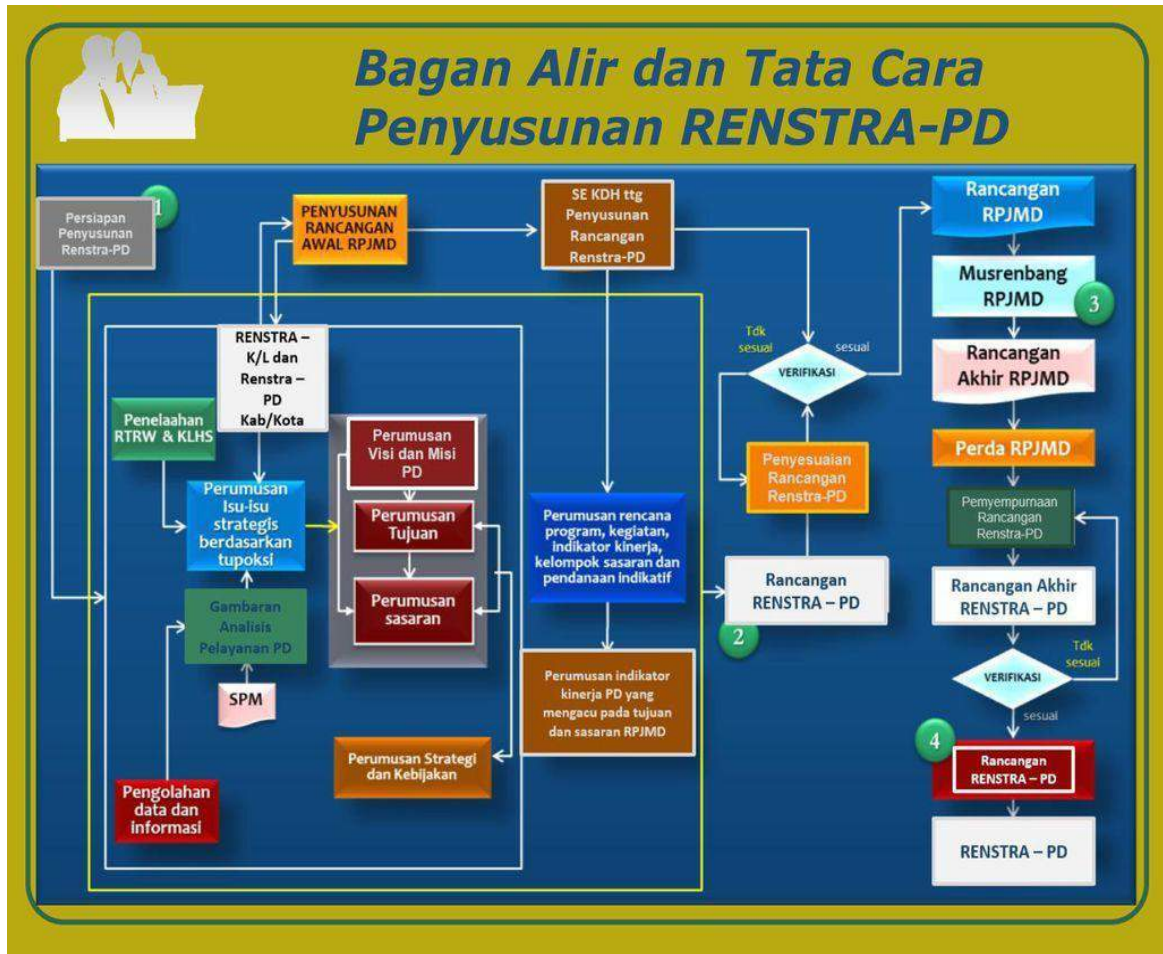 Bagan Alir dan Tata Cara
Penyusunan RENSTRA-PD
1
Persiapan
Penyusunan
Renstra-PD
PENYUSUNAN
RANCANGAN
AWAL RPJMD
SE KDH ttg
Penyusunan
Rancangan
Renstra-PD
Rancangan
RPJMD
Musrenbang
RPJMD
3
Rancangan
Akhir RPJMD
Perda RPJMD
Pemyempurnaan
Rancangan
Renstra-PD
Rancangan Akhir
RENSTRA – PD
Tdk
sesuai
VERIFIKASI
sesuai
4
Rancangan
RENSTRA – PD
RENSTRA – PD
Tdk
sesuai
sesuai
VERIFIKASI
Penyesuaian
Rancangan
Renstra-PD
Rancangan
RENSTRA – PD
2
RENSTRA –
K/L dan
Renstra –
PD
Kab/Kota
Penelaahan
RTRW & KLHS
Perumusan
Isu-isu
strategis
berdasarkan
tupoksi
Gambaran
Analisis
Pelayanan PD
SPM
Pengolahan
data dan
informasi
Perumusan
Visi dan Misi
PD
Perumusan
Tujuan
Perumusan
sasaran
Perumusan Strategi
dan Kebijakan
Perumusan rencana
program, kegiatan,
indikator kinerja,
kelompok sasaran dan
pendanaan indikatif
Perumusan indikator
kinerja PD yang
mengacu pada tujuan
dan sasaran RPJMD